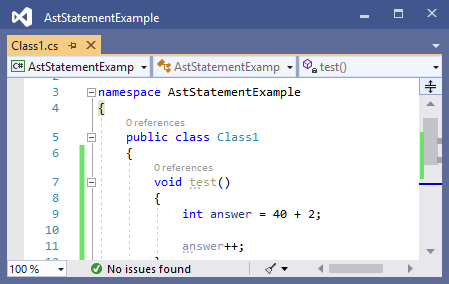 AstStatementExample
Class1.cs
AstStatementExamp AstStatementExamp test()
3 namespace AstStatementExample
4 {
0 references
5 public class Class1
6 {
0 references
7 void test()
8 {
9 int answer = 40 + 2;
10
11 answer++;
100 % No issues found